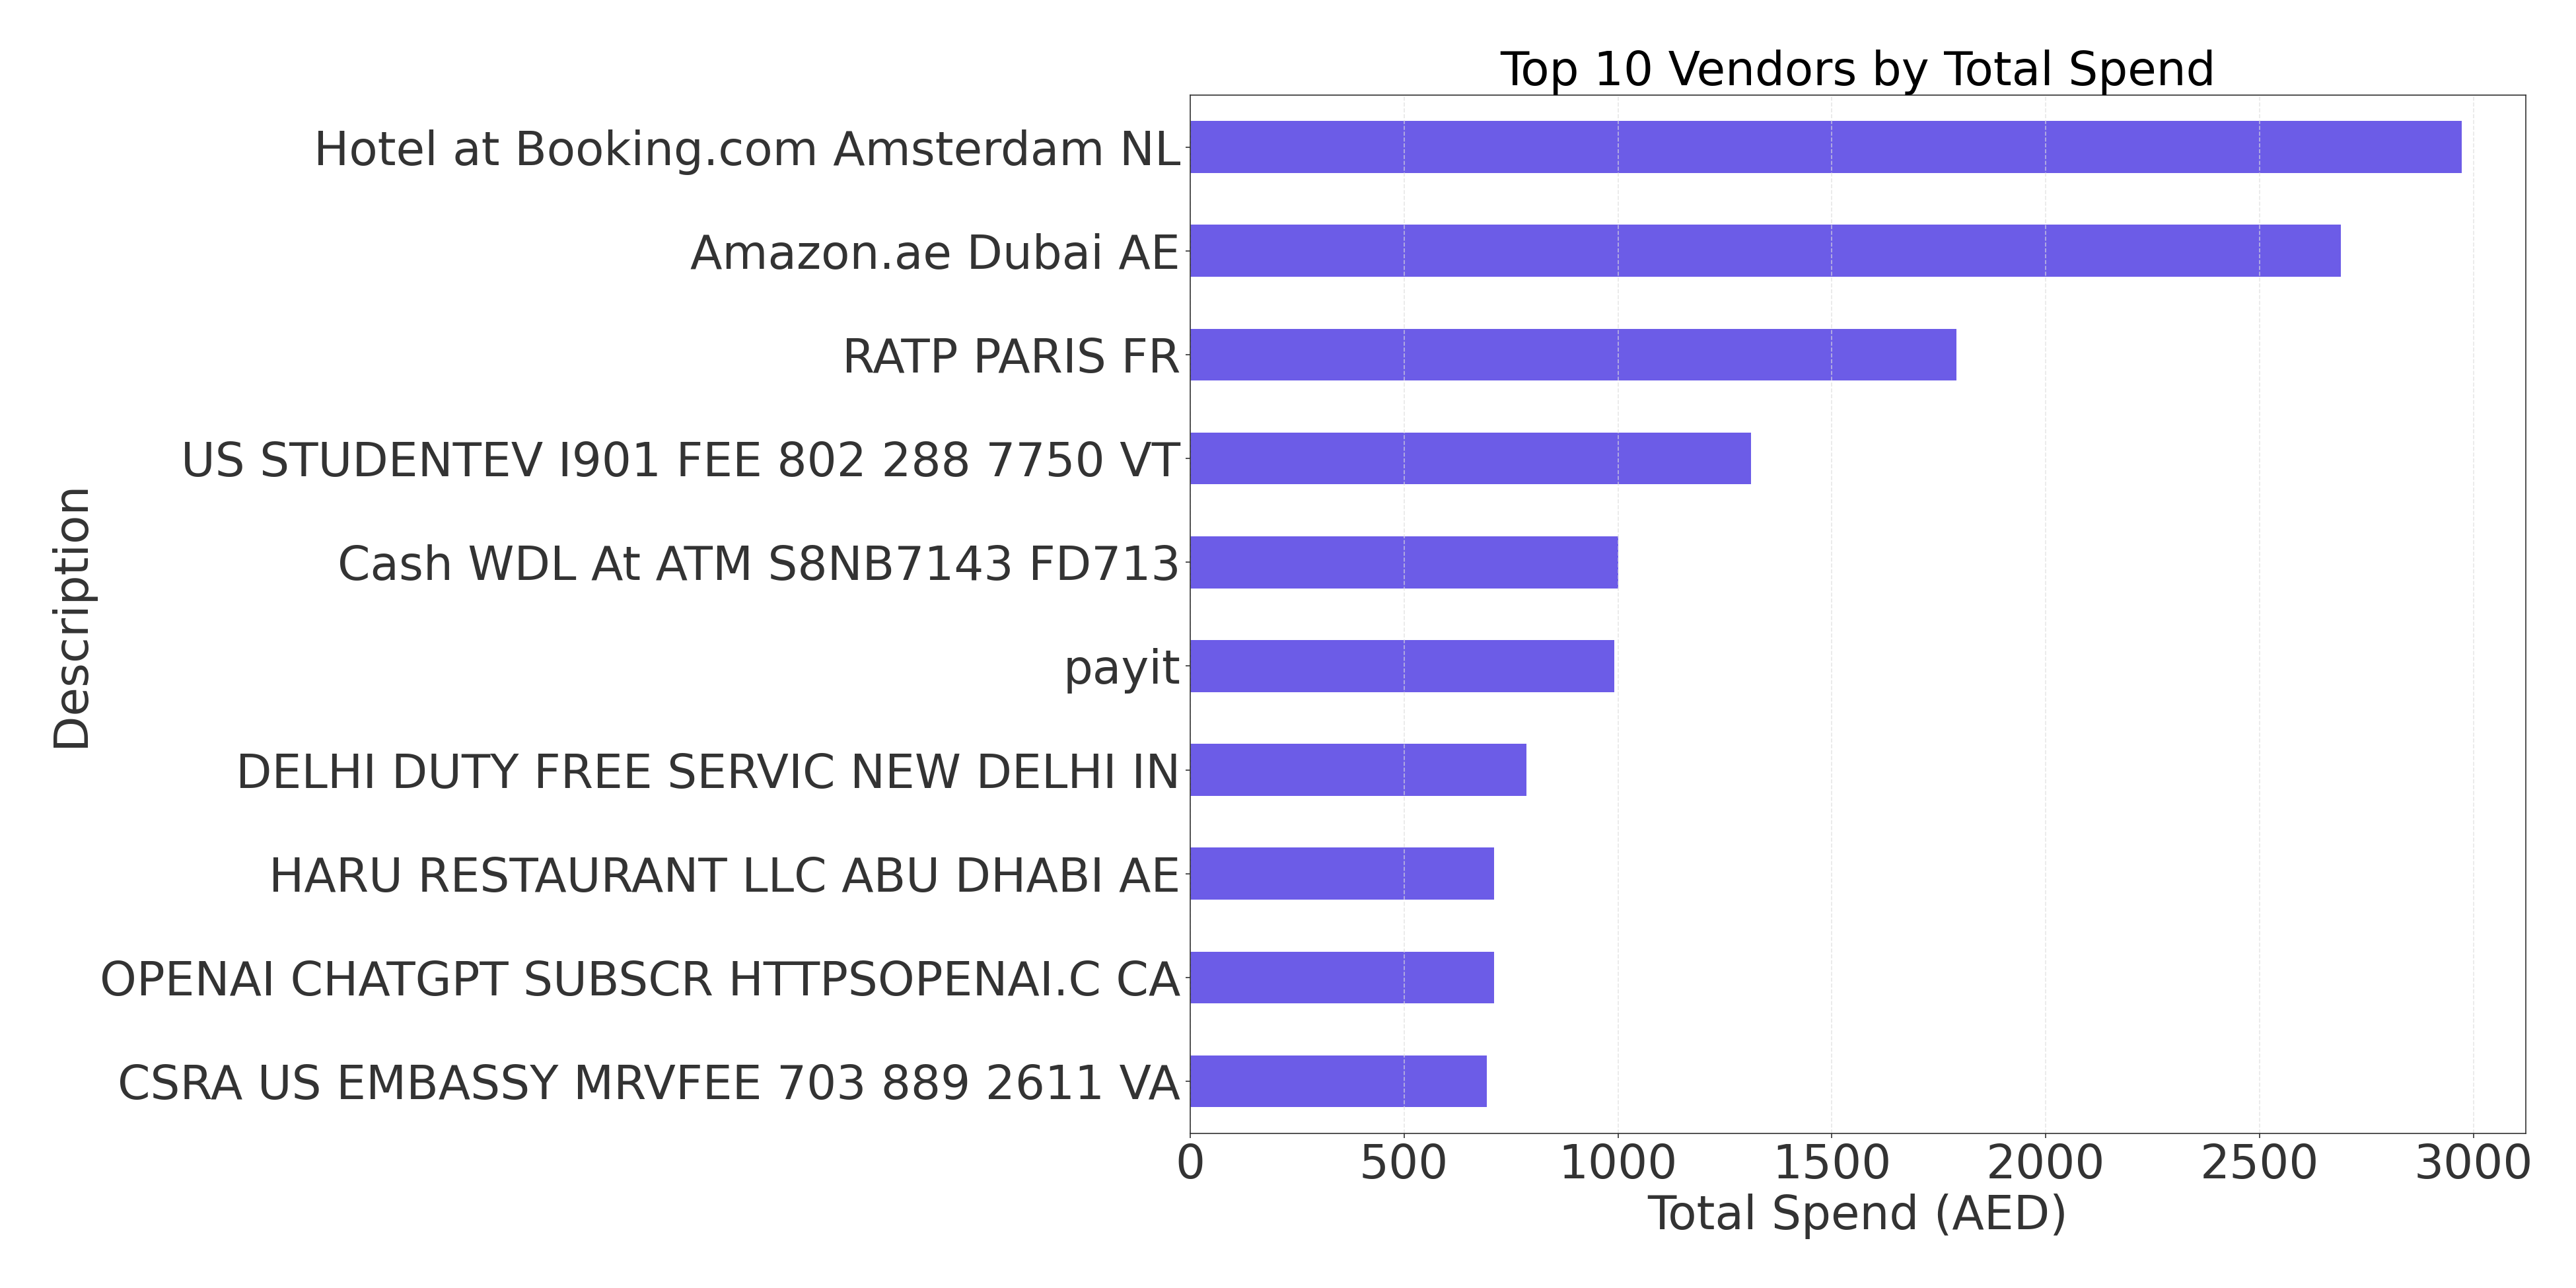 Top 10 Vendors by Total Spend
Hotel at Booking.com Amsterdam NL
Amazon.ae Dubai AE
RATP PARIS FR
US STUDENTEV I901 FEE 802 288 7750 VT
Cash WDL At ATM S8NB7143 FD713
payit
DELHI DUTY FREE SERVIC NEW DELHI IN
HARU RESTAURANT LLC ABU DHABI AE
OPENAI CHATGPT SUBSCR HTTPSOPENAI.C CA
CSRA US EMBASSY MRVFEE 703 889 2611 VA
Description
0 500 1000 1500 2000 2500 3000
Total Spend (AED)